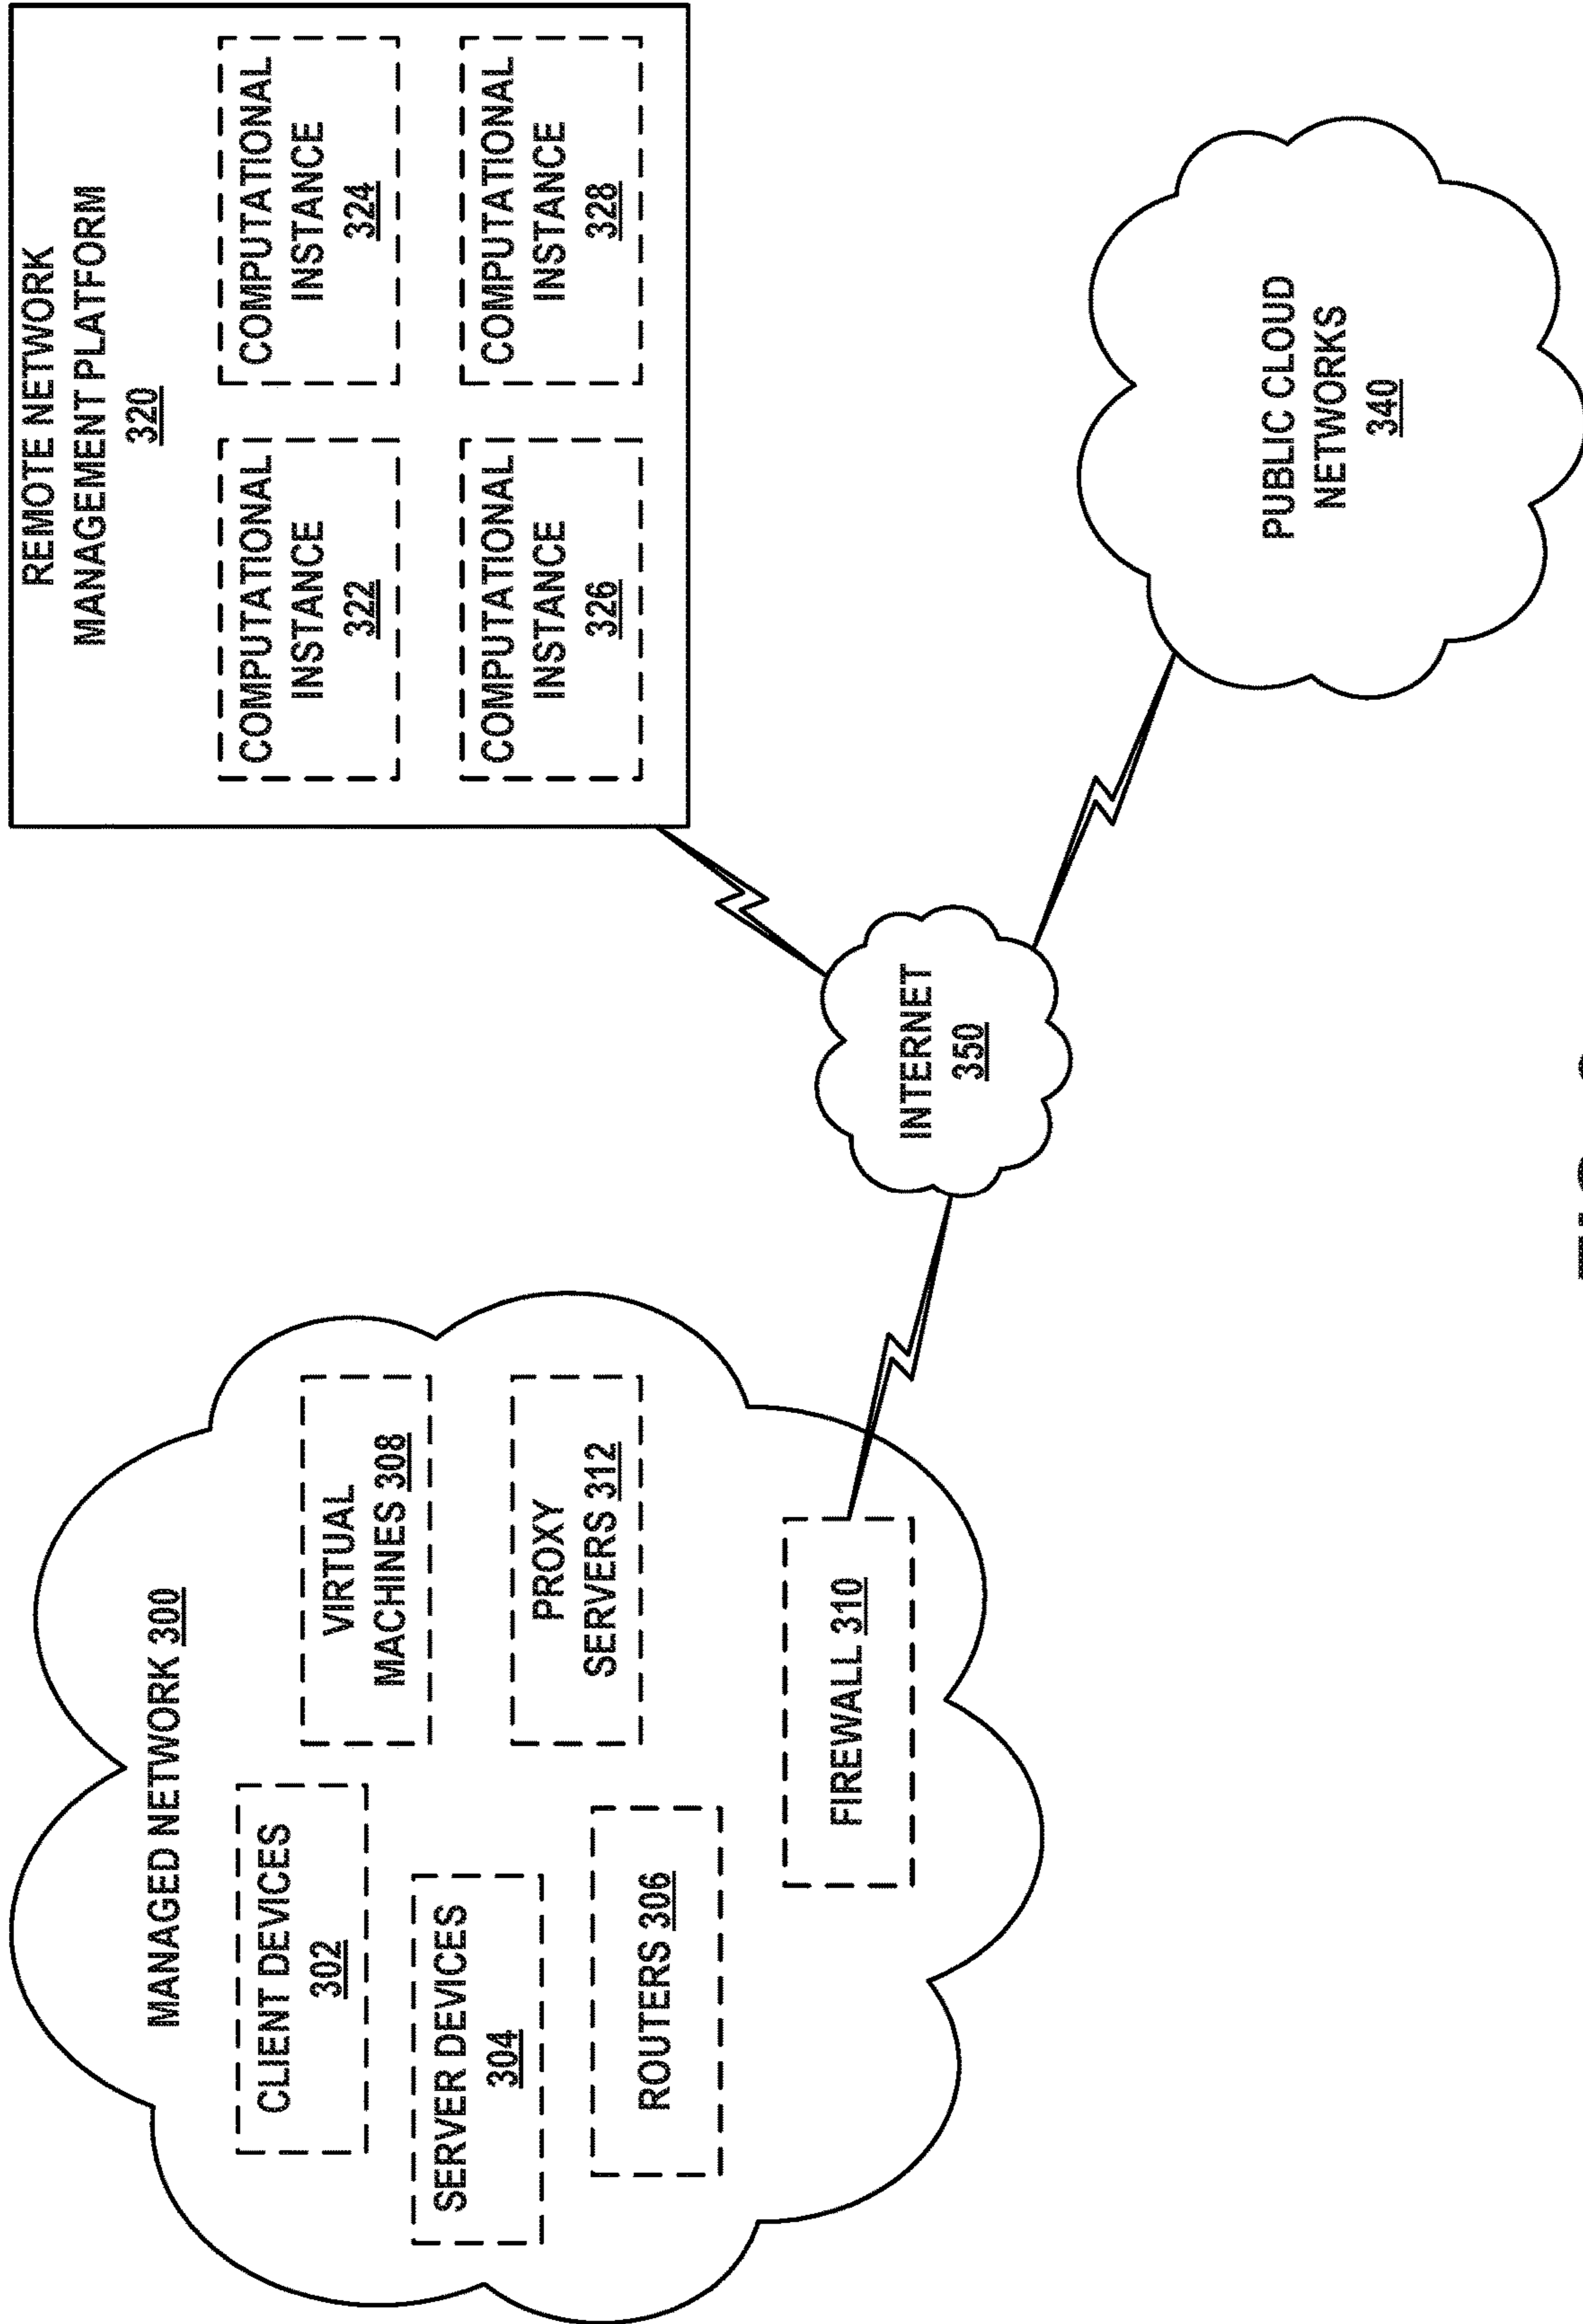 MANAGED NETWORK 300
CLIENT DEVICES
302
SERVER DEVICES
304
ROUTERS 306
VIRTUAL
MACHINES 308
PROXY
SERVERS 312
FIREWALL 310
INTERNET
350
REMOTE NETWORK
MANAGEMENT PLATFORM
320
COMPUTATIONAL
INSTANCE
322
COMPUTATIONAL
INSTANCE
324
COMPUTATIONAL
INSTANCE
326
COMPUTATIONAL
INSTANCE
328
PUBLIC CLOUD
NETWORKS
340